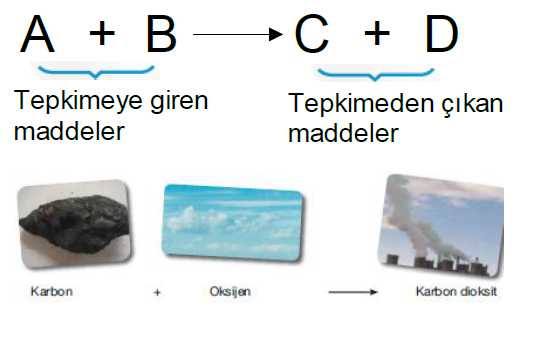 A + B → C + D
Tepkimeye giren
maddeler
Tepkimeden çıkan
maddeler
Karbon + Oksijen → Karbon dioksit